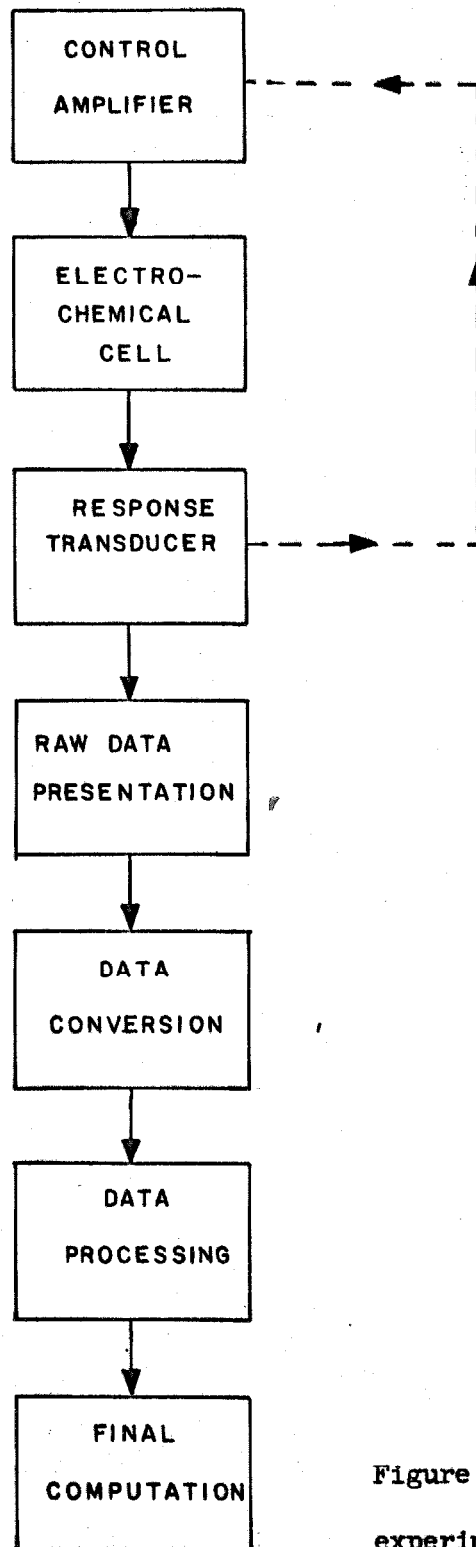 CONTROL
AMPLIFIER
ELECTRO-
CHEMICAL
CELL
RESPONSE
TRANSDUCER
RAW DATA
PRESENTATION
DATA
CONVERSION
DATA
PROCESSING
FINAL
COMPUTATION
Figure